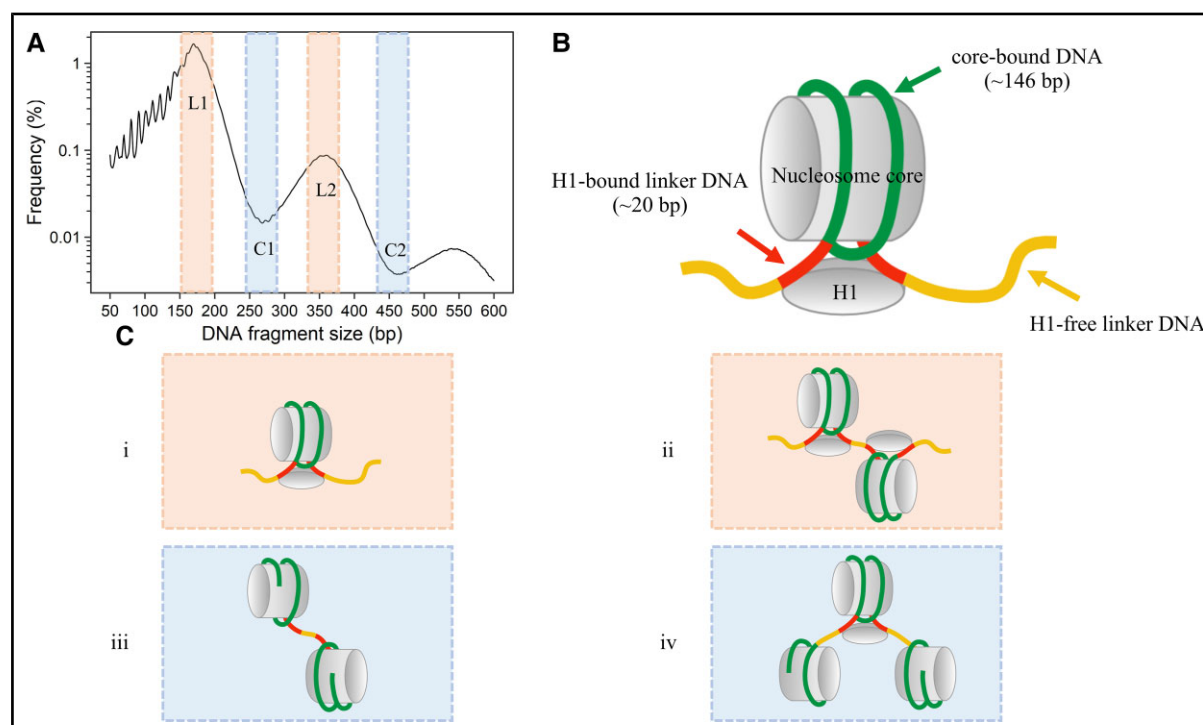 A
Frequency (%)
1
0.1
0.01
L1
C1
L2
C2
50 100 150 200 250 300 350 400 450 500 550 600
DNA fragment size (bp)
B
core-bound DNA
(~146 bp)
H1-bound linker DNA
(~20 bp)
Nucleosome core
H1
H1-free linker DNA
C
i
ii
iii
iv